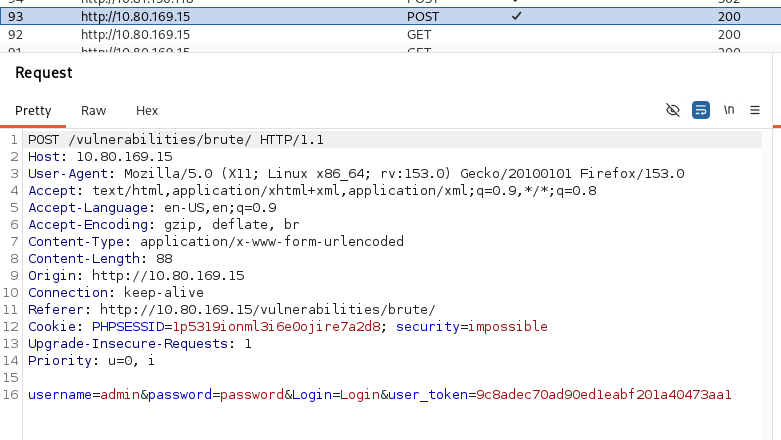 93 http://10.80.169.15 POST ✓ 200
92 http://10.80.169.15 GET 200
Request
Pretty Raw Hex \n
1 POST /vulnerabilities/brute/ HTTP/1.1
2 Host: 10.80.169.15
3 User-Agent: Mozilla/5.0 (X11; Linux x86_64; rv:153.0) Gecko/20100101 Firefox/153.0
4 Accept: text/html,application/xhtml+xml,application/xml;q=0.9,*/*;q=0.8
5 Accept-Language: en-US,en;q=0.9
6 Accept-Encoding: gzip, deflate, br
7 Content-Type: application/x-www-form-urlencoded
8 Content-Length: 88
9 Origin: http://10.80.169.15
10 Connection: keep-alive
11 Referer: http://10.80.169.15/vulnerabilities/brute/
12 Cookie: PHPSESSID=1p5319ionml3i6e0ojire7a2d8; security=impossible
13 Upgrade-Insecure-Requests: 1
14 Priority: u=0, i
15
16 username=admin&password=password&Login=Login&user_token=9c8adec70ad90ed1eabf201a40473aa1